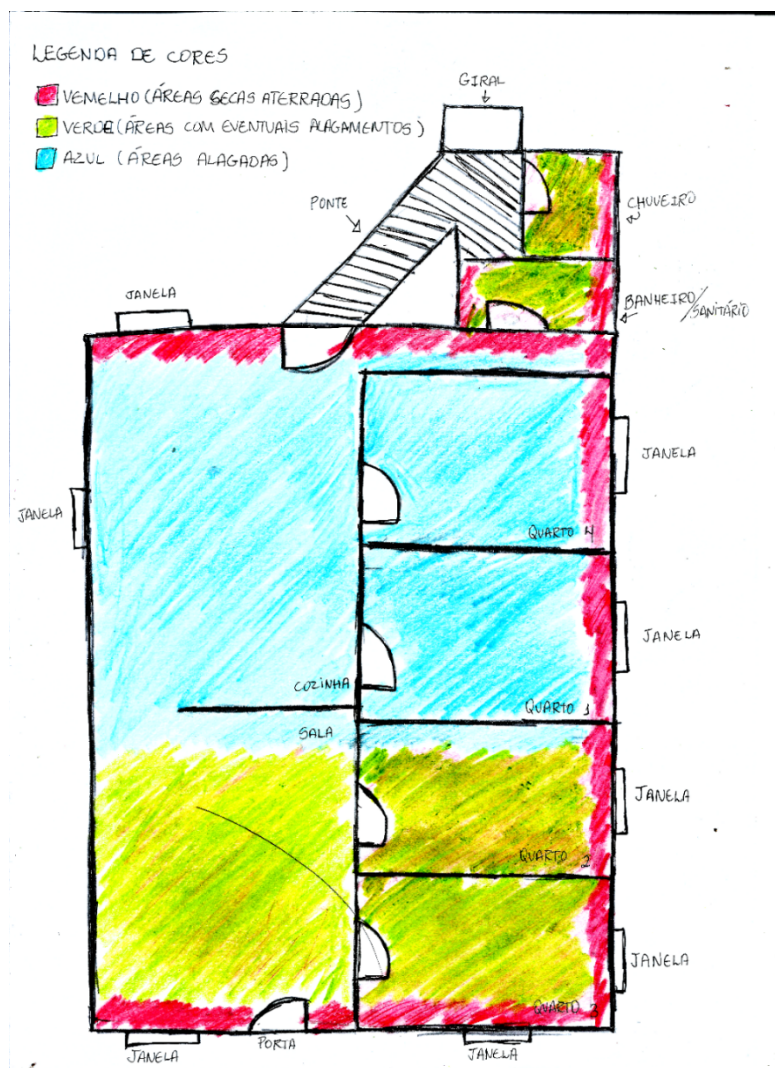 LEGENDA DE CORES
VEMELHO (ÁREAS SECAS ATERRADAS)
VERDE (ÁREAS COM EVENTUAIS ALAGAMENTOS)
AZUL (ÁREAS ALAGADAS)
GIRAL
PONTE
CHUVEIRO
JANELA
BANHEIRO/SANITÁRIO
JANELA
JANELA
QUARTO 4
JANELA
COZINHA
QUARTO 1
SALA
JANELA
QUARTO 2
JANELA
QUARTO 3
JANELA
PORTA
JANELA